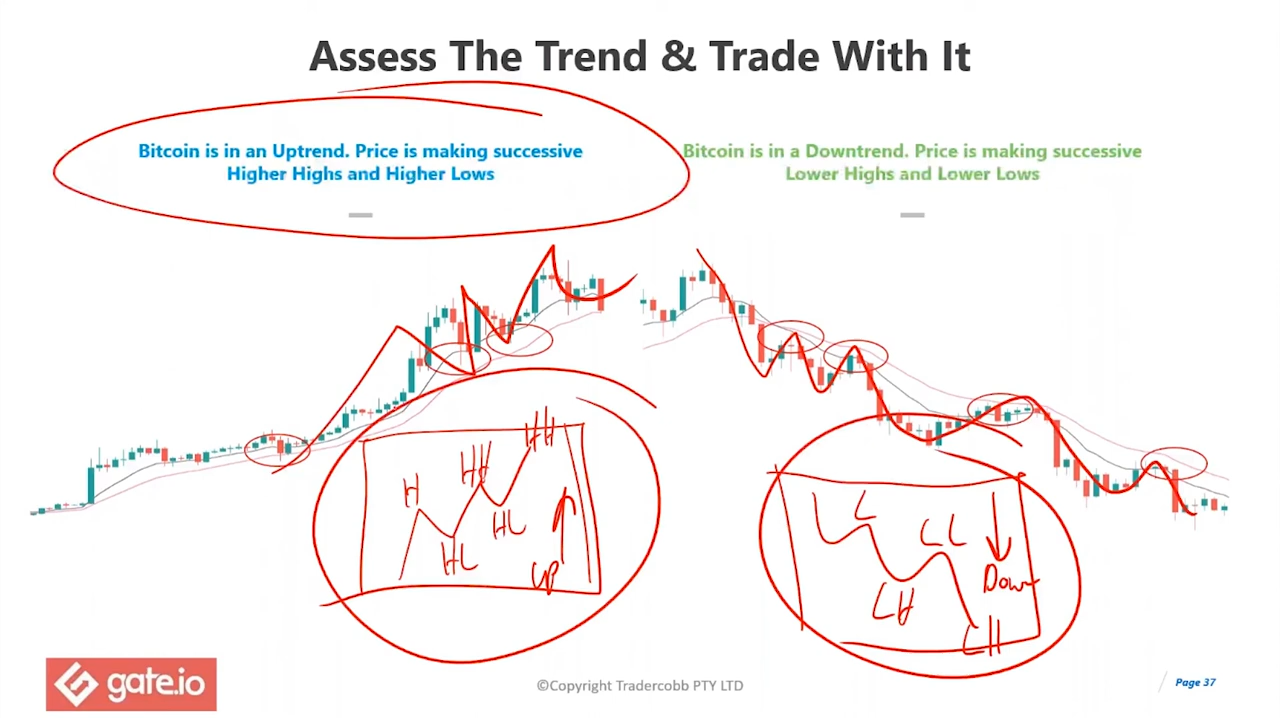 Assess The Trend & Trade With It
Bitcoin is in an Uptrend. Price is making successive
Higher Highs and Higher Lows
Bitcoin is in a Downtrend. Price is making successive
Lower Highs and Lower Lows
H
HH
HH
HL
HL
UP
L
LL
LH
LH
Down
gate.io
©Copyright Tradercobb PTY LTD
Page 37